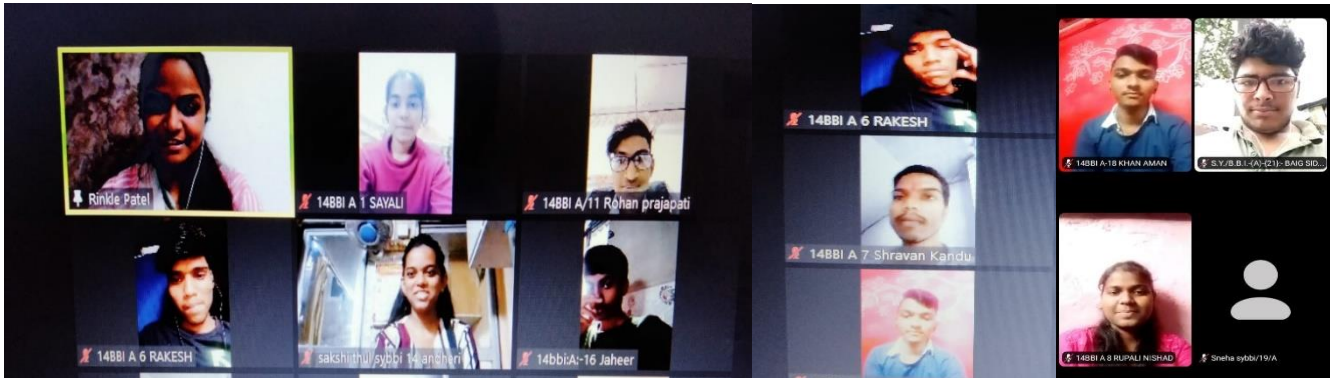 Rinkle Patel
14BBI A 1 SAYALI
14BBI A/11 Rohan prajapati
14BBI A 6 RAKESH
sakshi thul sybbi 14 andheri
14bbi:A:-16 Jaheer
14BBI A 6 RAKESH
14BBI A 7 Shravan Kandu
14BBI A-18 KHAN AMAN
S.Y./B.B.I.-(A)-(21):- BAIG SID...
14BBI A 8 RUPALI NISHAD
Sneha sybbi/19/A